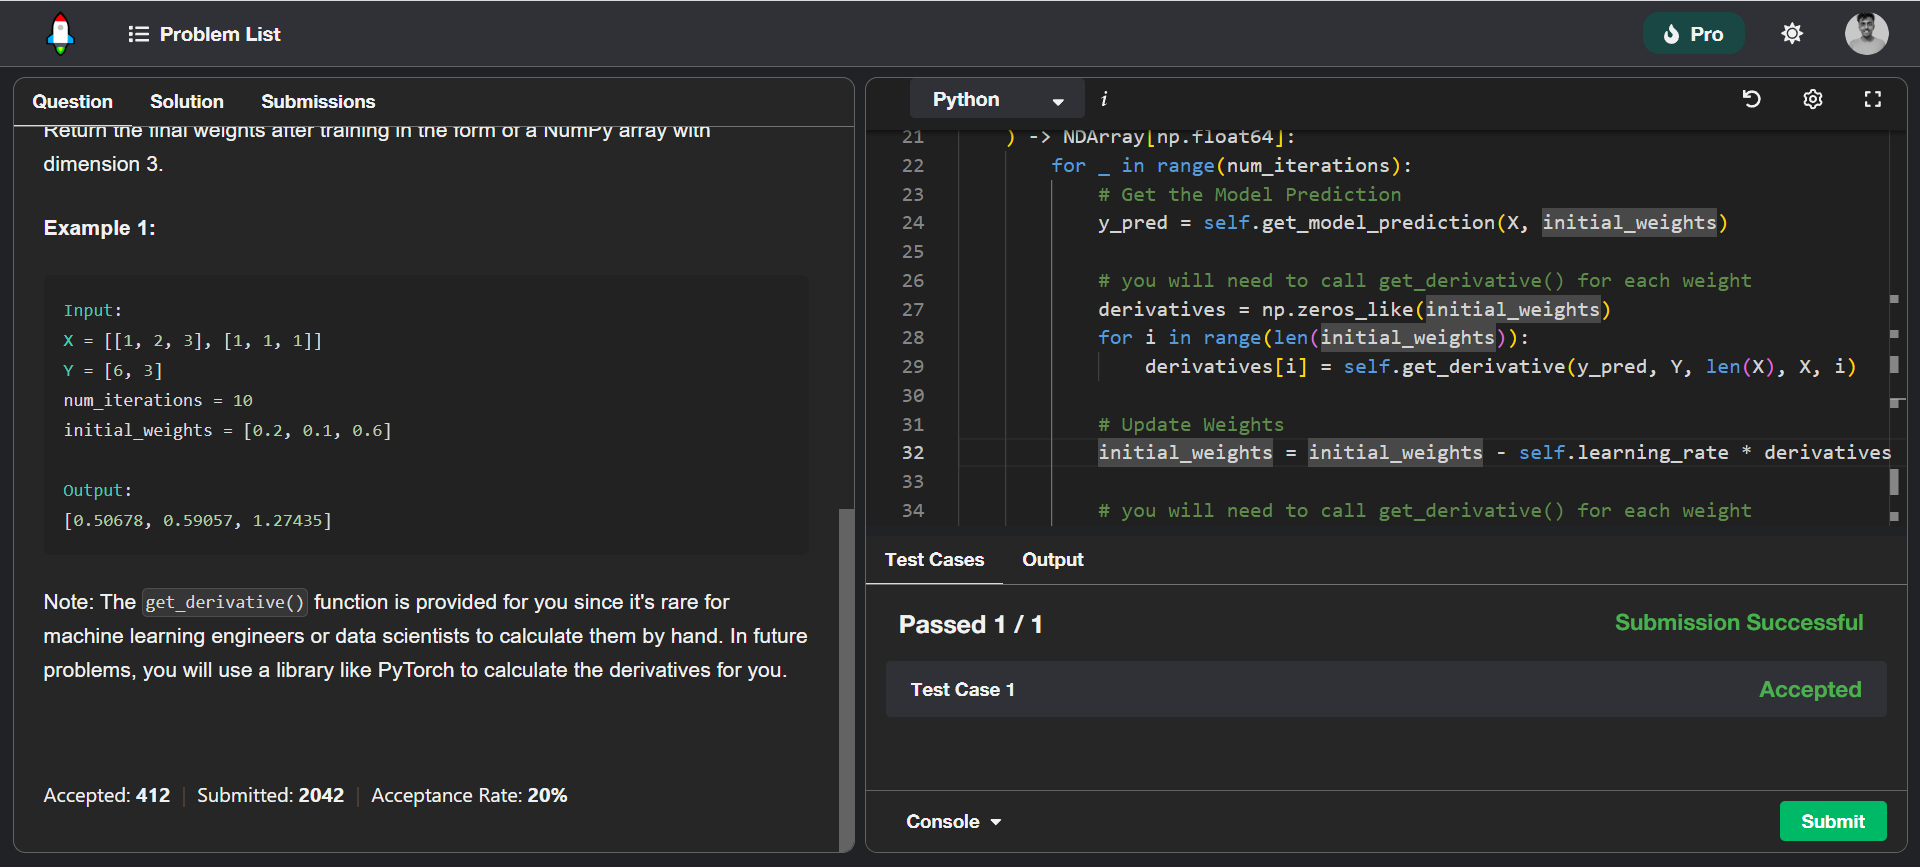 Problem List
Pro
Question Solution Submissions
Return the final weights after training in the form of a NumPy array with
dimension 3.
Example 1:
Input:
X = [[1, 2, 3], [1, 1, 1]]
Y = [6, 3]
num_iterations = 10
initial_weights = [0.2, 0.1, 0.6]
Output:
[0.50678, 0.59057, 1.27435]
Note: The get_derivative() function is provided for you since it's rare for
machine learning engineers or data scientists to calculate them by hand. In future
problems, you will use a library like PyTorch to calculate the derivatives for you.
Accepted: 412 | Submitted: 2042 | Acceptance Rate: 20%
Python i
21 ) -> NDArray[np.float64]:
22 for _ in range(num_iterations):
23 # Get the Model Prediction
24 y_pred = self.get_model_prediction(X, initial_weights)
25
26 # you will need to call get_derivative() for each weight
27 derivatives = np.zeros_like(initial_weights)
28 for i in range(len(initial_weights)):
29 derivatives[i] = self.get_derivative(y_pred, Y, len(X), X, i)
30
31 # Update Weights
32 initial_weights = initial_weights - self.learning_rate * derivatives
33
34 # you will need to call get_derivative() for each weight
Test Cases Output
Passed 1 / 1 Submission Successful
Test Case 1 Accepted
Console Submit